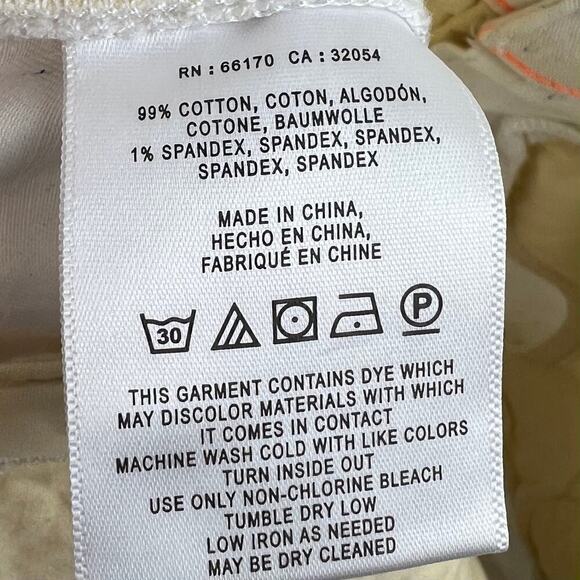 RN : 66170 CA : 32054
99% COTTON, COTON, ALGODÓN,
COTONE, BAUMWOLLE
1% SPANDEX, SPANDEX, SPANDEX,
SPANDEX, SPANDEX
MADE IN CHINA,
HECHO EN CHINA,
FABRIQUÉ EN CHINE
30 P
THIS GARMENT CONTAINS DYE WHICH
MAY DISCOLOR MATERIALS WITH WHICH
IT COMES IN CONTACT
MACHINE WASH COLD WITH LIKE COLORS
TURN INSIDE OUT
USE ONLY NON-CHLORINE BLEACH
TUMBLE DRY LOW
LOW IRON AS NEEDED
MAY BE DRY CLEANED